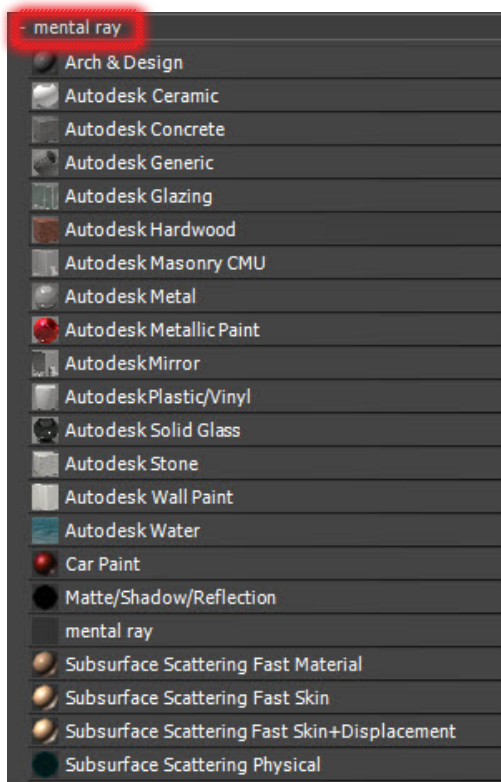 - mental ray
Arch & Design
Autodesk Ceramic
Autodesk Concrete
Autodesk Generic
Autodesk Glazing
Autodesk Hardwood
Autodesk Masonry CMU
Autodesk Metal
Autodesk Metallic Paint
Autodesk Mirror
Autodesk Plastic/Vinyl
Autodesk Solid Glass
Autodesk Stone
Autodesk Wall Paint
Autodesk Water
Car Paint
Matte/Shadow/Reflection
mental ray
Subsurface Scattering Fast Material
Subsurface Scattering Fast Skin
Subsurface Scattering Fast Skin+Displacement
Subsurface Scattering Physical